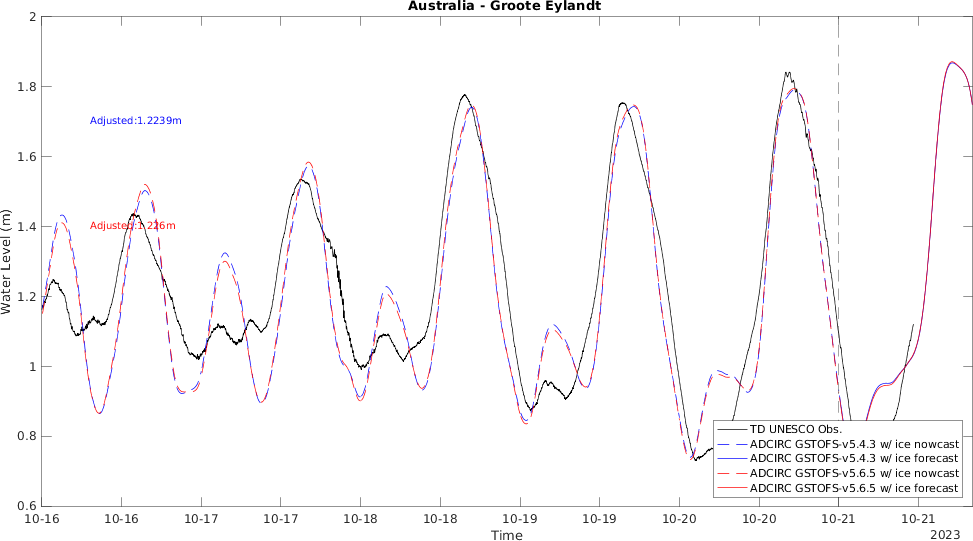 Australia - Groote Eylandt
2
1.8
1.6
1.4
1.2
1
0.8
0.6
Water Level (m)
Adjusted:1.2239m
Adjusted:1.226m
TD UNESCO Obs.
ADCIRC GSTOFS-v5.4.3 w/ ice nowcast
ADCIRC GSTOFS-v5.4.3 w/ ice forecast
ADCIRC GSTOFS-v5.6.5 w/ ice nowcast
ADCIRC GSTOFS-v5.6.5 w/ ice forecast
10-16 10-16 10-17 10-17 10-18 10-18 10-19 10-19 10-20 10-20 10-21 10-21
Time
2023